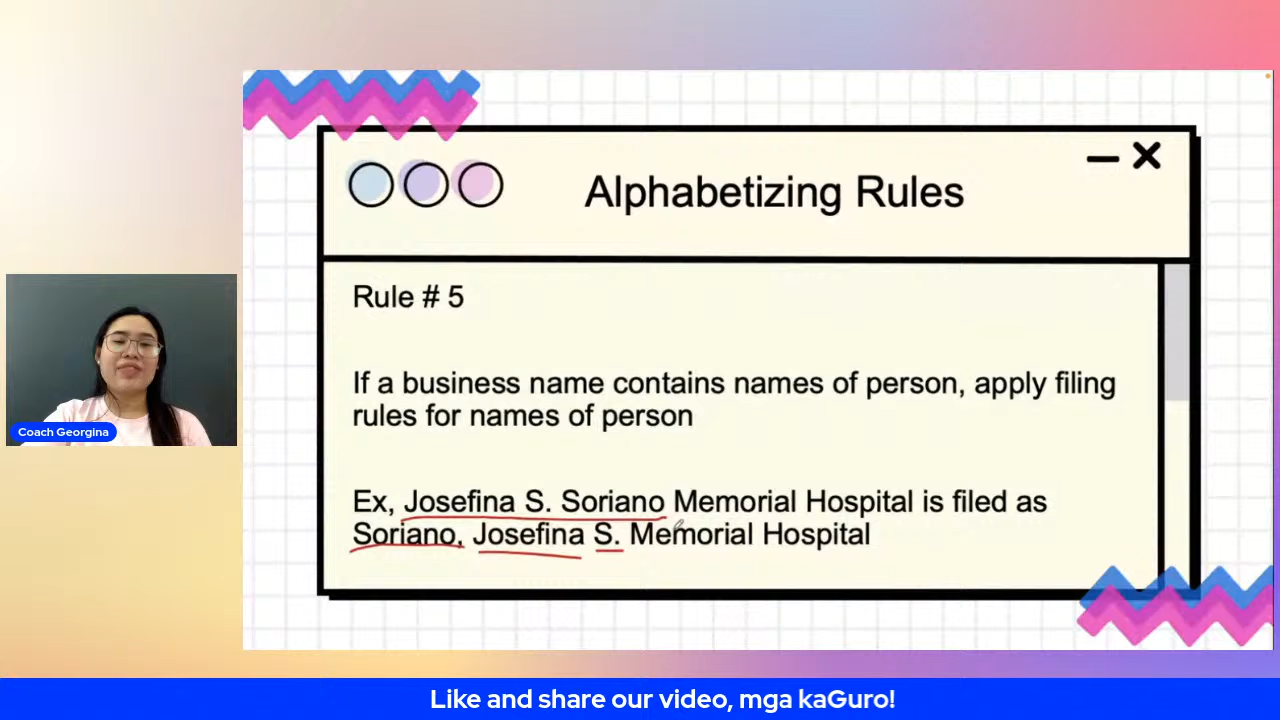 Alphabetizing Rules
Rule # 5
If a business name contains names of person, apply filing
rules for names of person
Ex, Josefina S. Soriano Memorial Hospital is filed as
Soriano, Josefina S. Memorial Hospital
Coach Georgina
Like and share our video, mga kaGuro!